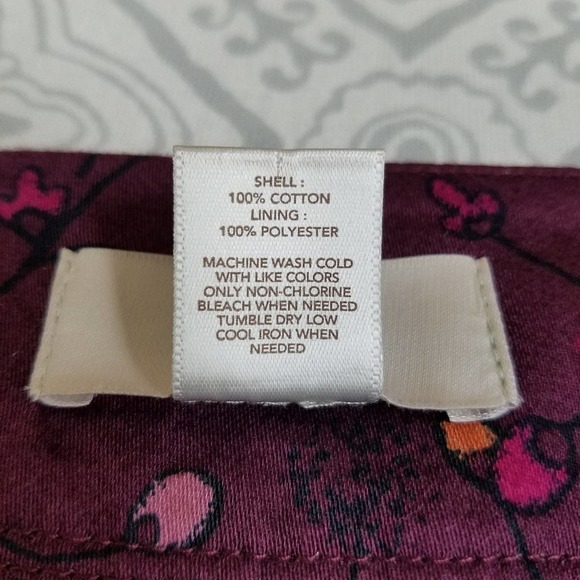 SHELL :
100% COTTON
LINING :
100% POLYESTER
MACHINE WASH COLD
WITH LIKE COLORS
ONLY NON-CHLORINE
BLEACH WHEN NEEDED
TUMBLE DRY LOW
COOL IRON WHEN
NEEDED